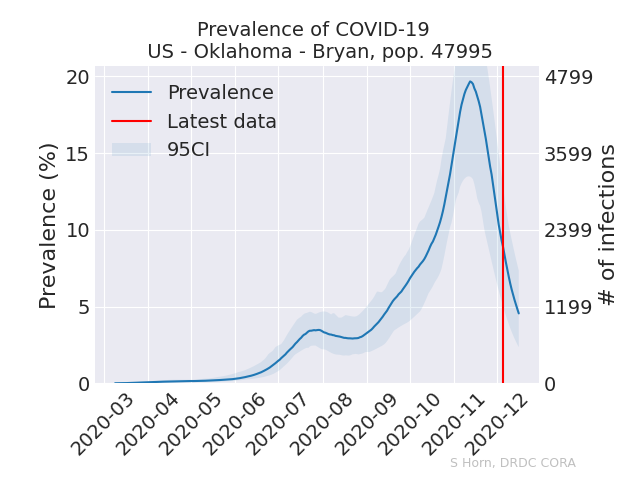 Prevalence of COVID-19
US - Oklahoma - Bryan, pop. 47995
Prevalence
Latest data
95CI
Prevalence (%)
20
15
10
5
0
4799
3599
2399
1199
0
# of infections
2020-03
2020-04
2020-05
2020-06
2020-07
2020-08
2020-09
2020-10
2020-11
2020-12
S Horn, DRDC CORA